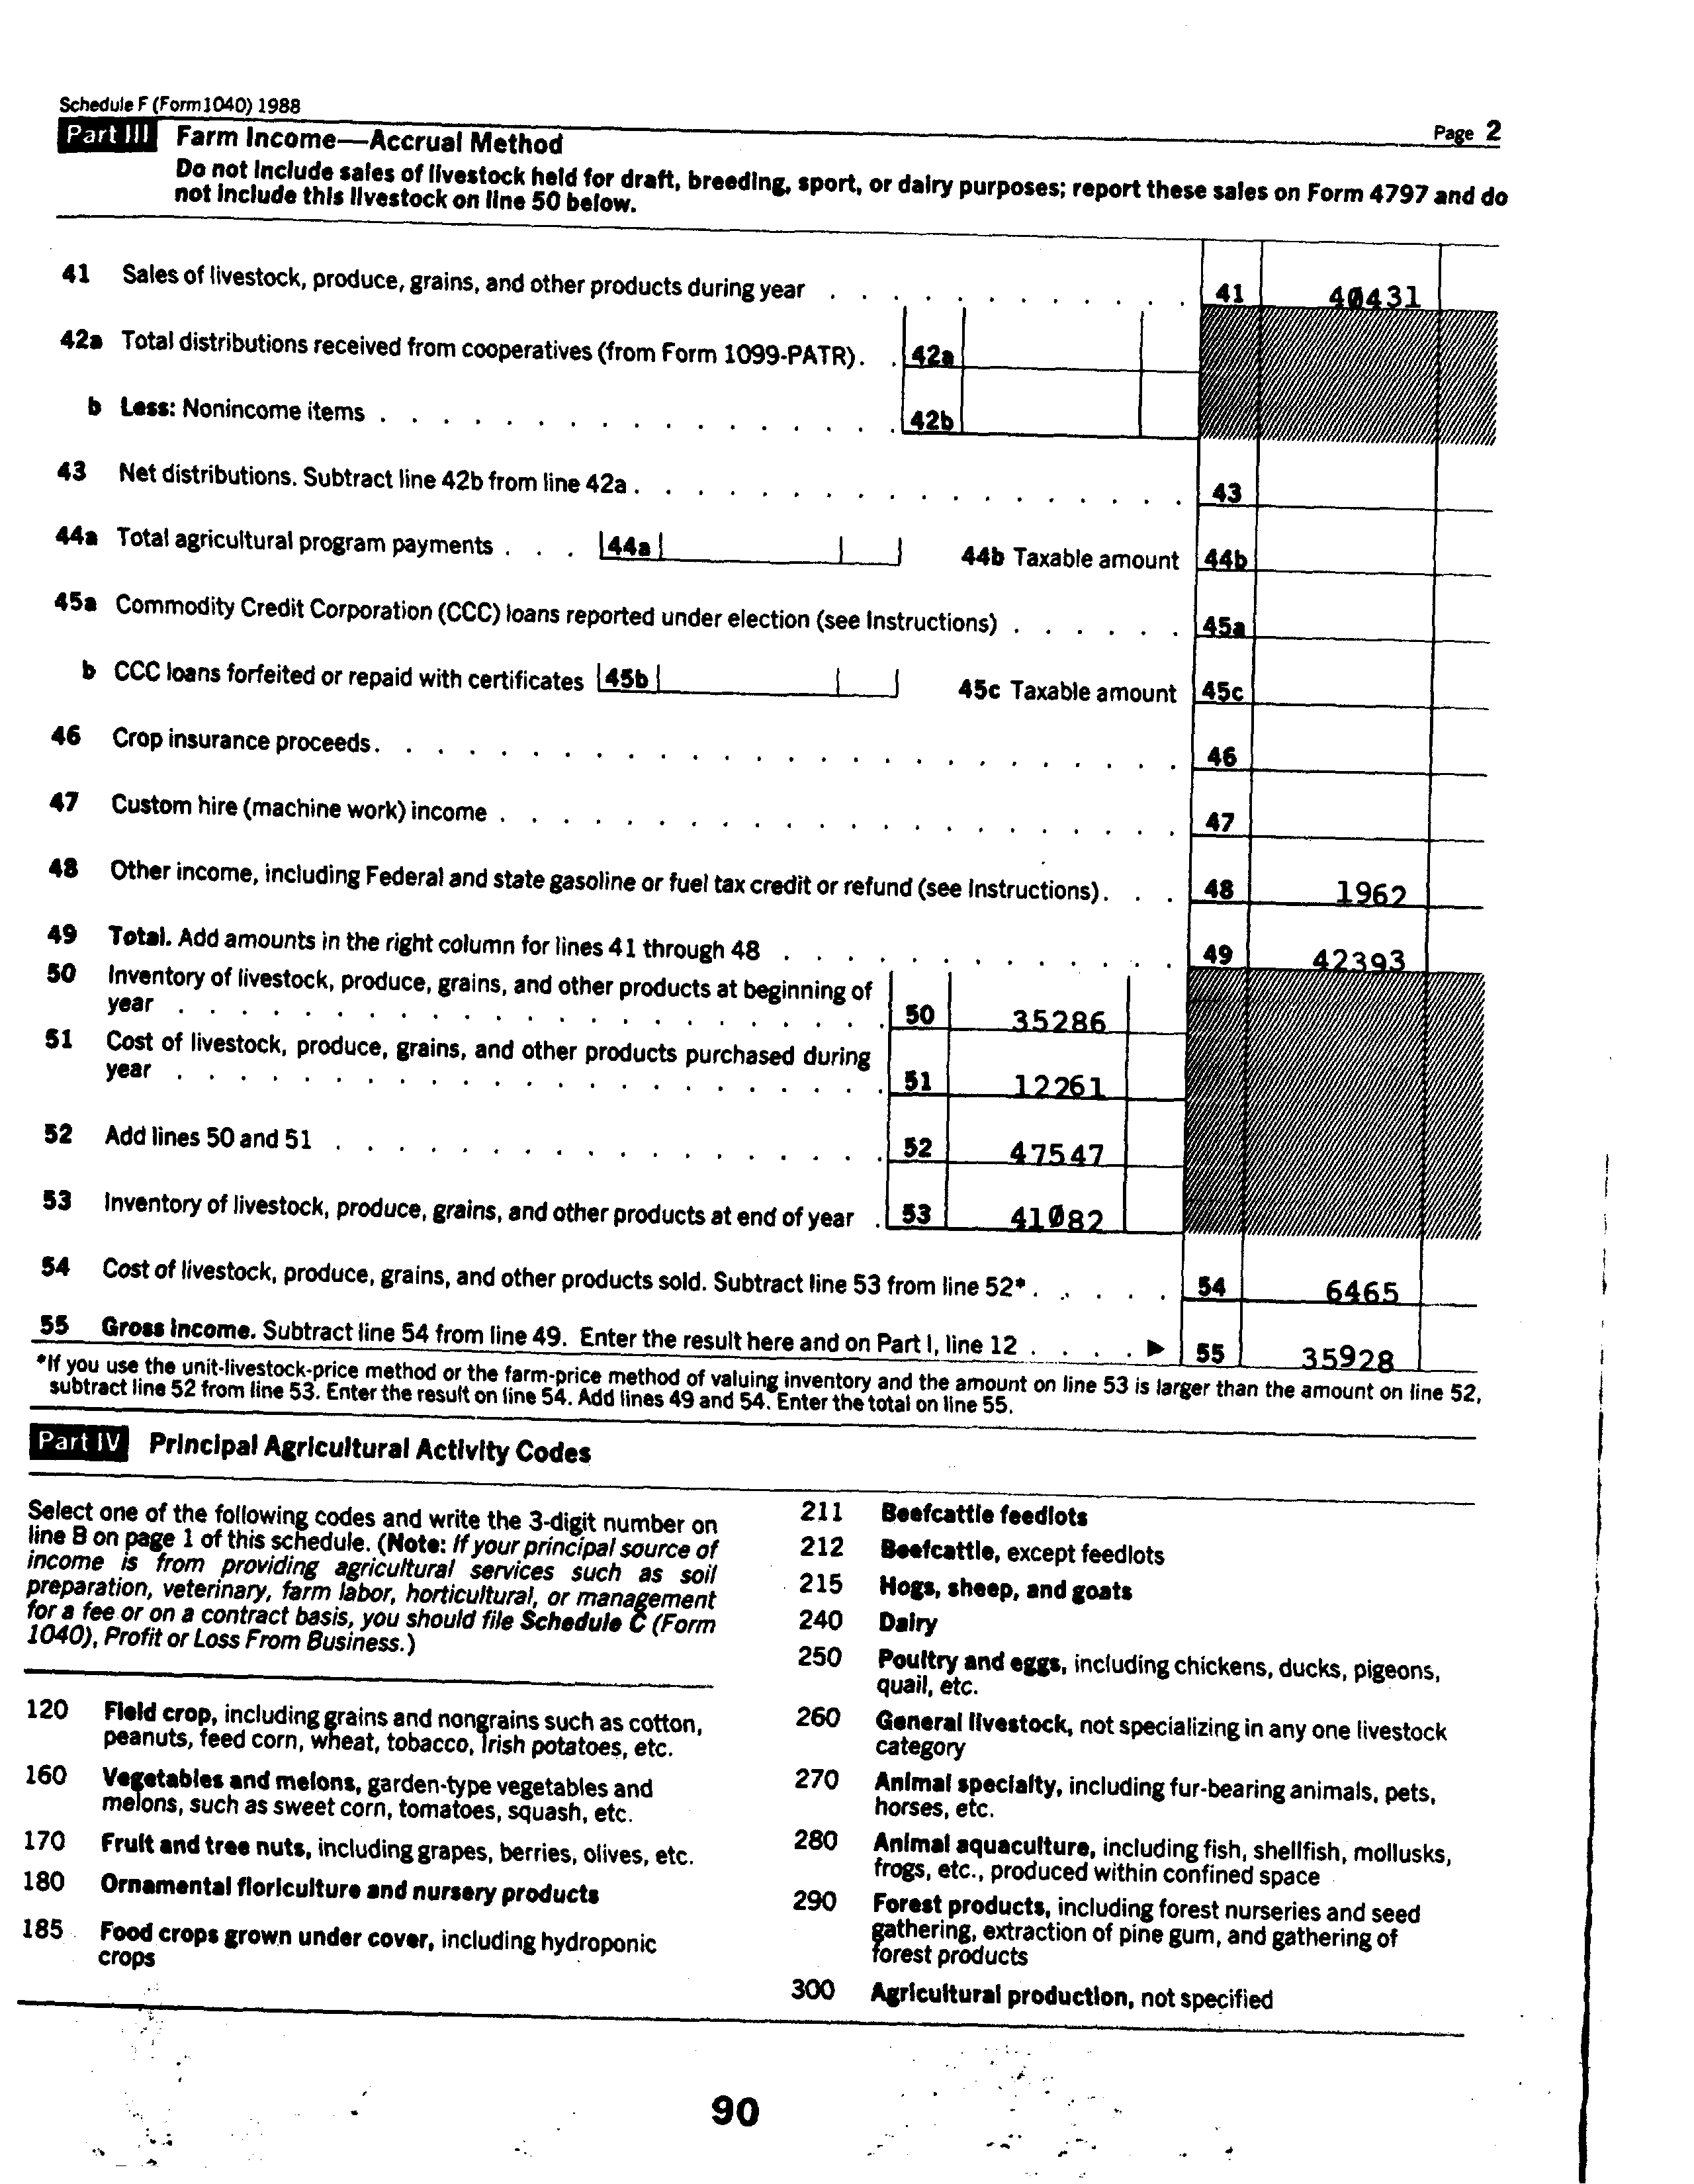 Schedule F (Form 1040) 1988
Page 2
Part III Farm Income—Accrual Method
Do not include sales of livestock held for draft, breeding, sport, or dairy purposes; report these sales on Form 4797 and do
not include this livestock on line 50 below.
41 Sales of livestock, produce, grains, and other products during year . . . . . . . . . . . . 41 40431
42a Total distributions received from cooperatives (from Form 1099-PATR). . 42a
b Less: Nonincome items . . . . . . . . . . . . . . . . . 42b
43 Net distributions. Subtract line 42b from line 42a . . . . . . . . . . . . . . . . . . 43
44a Total agricultural program payments . . . 44a 44b Taxable amount 44b
45a Commodity Credit Corporation (CCC) loans reported under election (see Instructions) . . . . . . 45a
b CCC loans forfeited or repaid with certificates 45b 45c Taxable amount 45c
46 Crop insurance proceeds. . . . . . . . . . . . . . . . . . . . . . . . . . 46
47 Custom hire (machine work) income . . . . . . . . . . . . . . . . . . . . . . 47
48 Other income, including Federal and state gasoline or fuel tax credit or refund (see Instructions). . . 48 1962
49 Total. Add amounts in the right column for lines 41 through 48 . . . . . . . . . . . . . 49 42393
50 Inventory of livestock, produce, grains, and other products at beginning of
year . . . . . . . . . . . . . . . . . . . . . . . 50 35286
51 Cost of livestock, produce, grains, and other products purchased during
year . . . . . . . . . . . . . . . . . . . . . . . 51 12261
52 Add lines 50 and 51 . . . . . . . . . . . . . . . . . . 52 47547
53 Inventory of livestock, produce, grains, and other products at end of year . 53 41082
54 Cost of livestock, produce, grains, and other products sold. Subtract line 53 from line 52* . . . . . 54 6465
55 Gross income. Subtract line 54 from line 49. Enter the result here and on Part I, line 12 . . . . ▶ 55 35928
*If you use the unit-livestock-price method or the farm-price method of valuing inventory and the amount on line 53 is larger than the amount on line 52,
subtract line 52 from line 53. Enter the result on line 54. Add lines 49 and 54. Enter the total on line 55.
Part IV Principal Agricultural Activity Codes
Select one of the following codes and write the 3-digit number on
line B on page 1 of this schedule. (Note: If your principal source of
income is from providing agricultural services such as soil
preparation, veterinary, farm labor, horticultural, or management
for a fee or on a contract basis, you should file Schedule C (Form
1040), Profit or Loss From Business.)
120 Field crop, including grains and nongrains such as cotton,
peanuts, feed corn, wheat, tobacco, Irish potatoes, etc.
160 Vegetables and melons, garden-type vegetables and
melons, such as sweet corn, tomatoes, squash, etc.
170 Fruit and tree nuts, including grapes, berries, olives, etc.
180 Ornamental floriculture and nursery products
185 Food crops grown under cover, including hydroponic
crops
211 Beefcattle feedlots
212 Beefcattle, except feedlots
215 Hogs, sheep, and goats
240 Dairy
250 Poultry and eggs, including chickens, ducks, pigeons,
quail, etc.
260 General livestock, not specializing in any one livestock
category
270 Animal specialty, including fur-bearing animals, pets,
horses, etc.
280 Animal aquaculture, including fish, shellfish, mollusks,
frogs, etc., produced within confined space
290 Forest products, including forest nurseries and seed
gathering, extraction of pine gum, and gathering of
forest products
300 Agricultural production, not specified
90